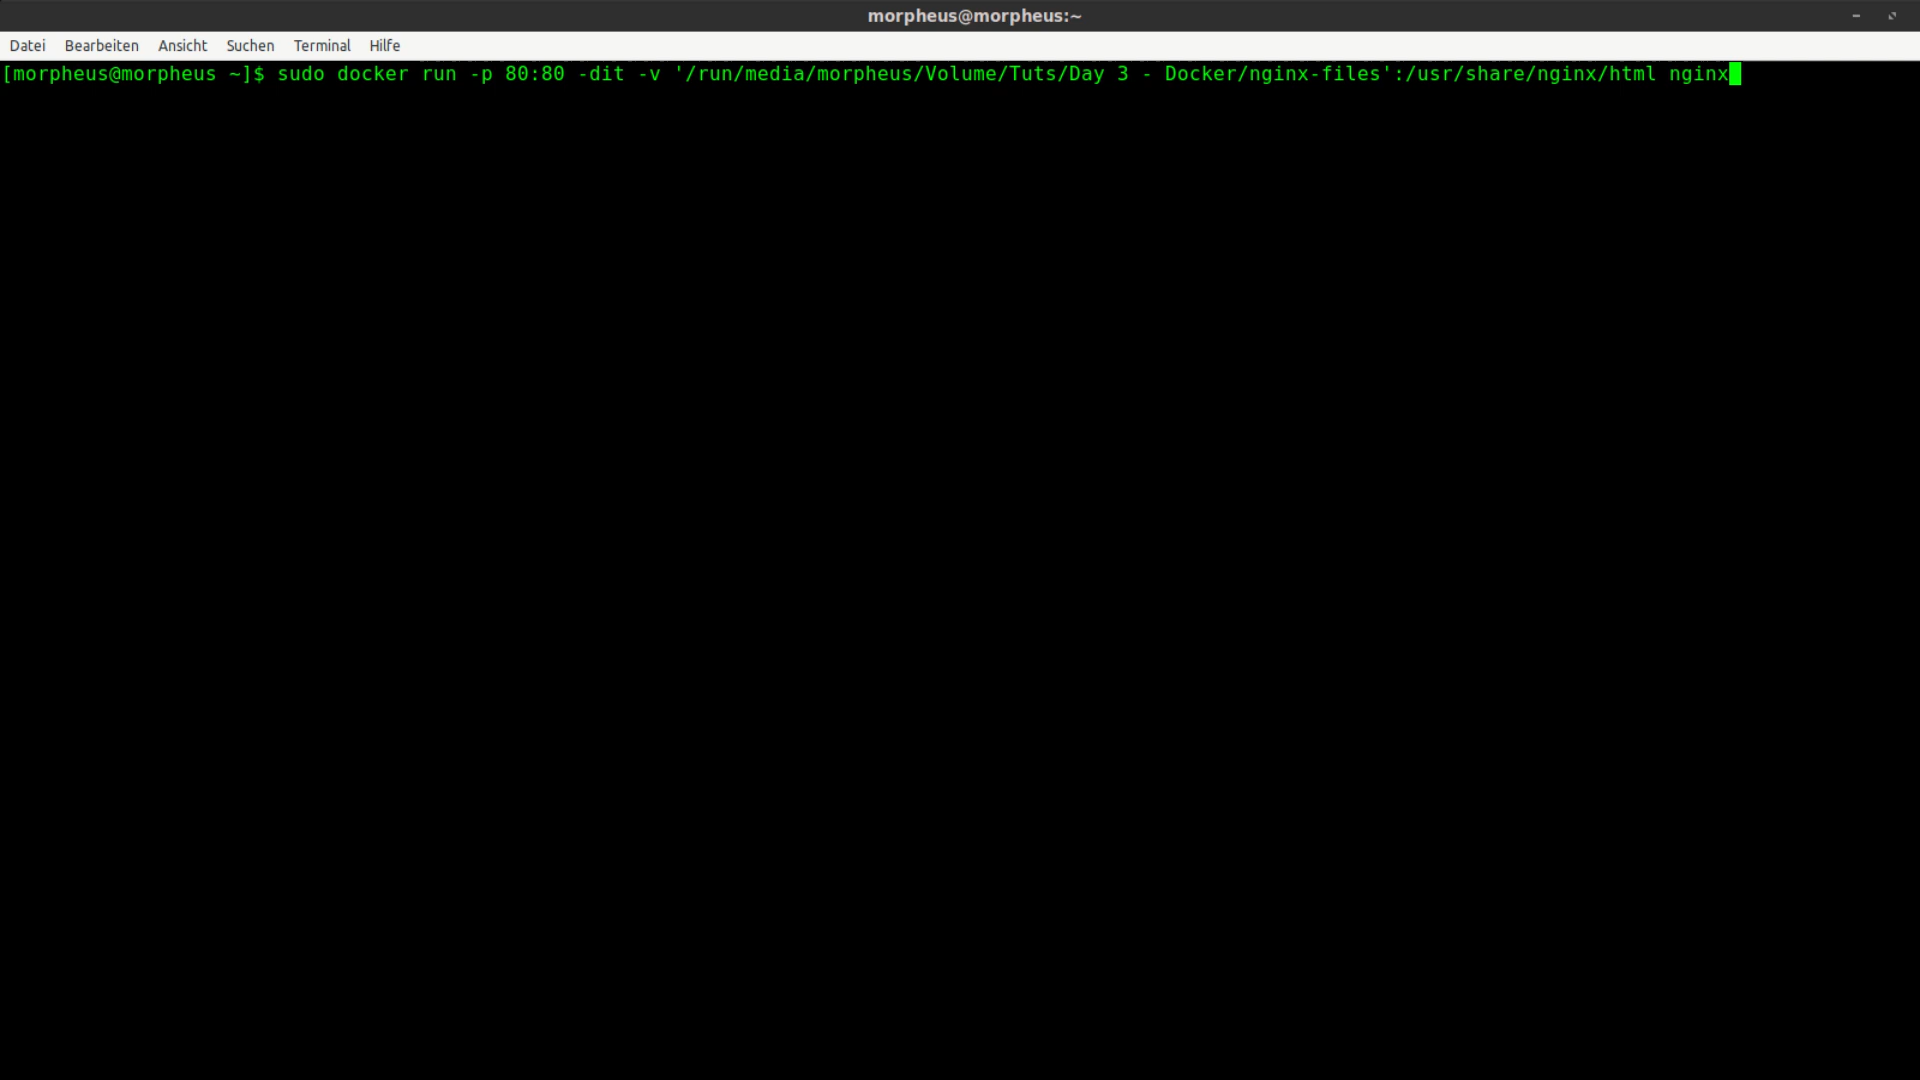 morpheus@morpheus:~
Datei Bearbeiten Ansicht Suchen Terminal Hilfe
[morpheus@morpheus ~]$ sudo docker run -p 80:80 -dit -v '/run/media/morpheus/Volume/Tuts/Day 3 - Docker/nginx-files':/usr/share/nginx/html nginx